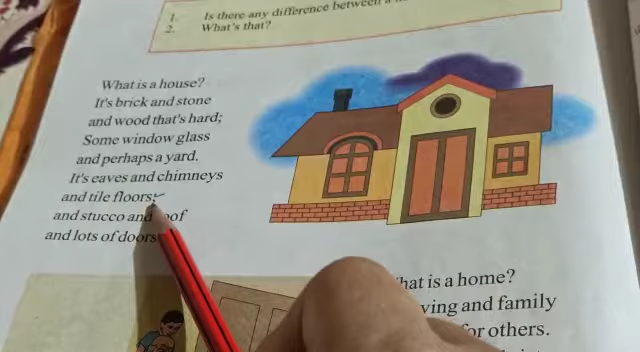 1. Is there any difference between a
2. What's that?
What is a house?
It's brick and stone
and wood that's hard;
Some window glass
and perhaps a yard.
It's eaves and chimneys
and tile floors;
and stucco and
and lots of doors
is a home?
and family
for others.